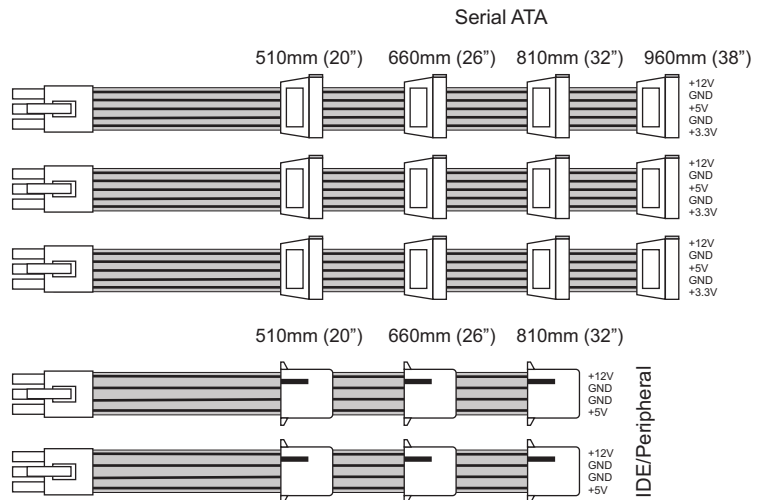 Serial ATA
510mm (20”) 660mm (26”) 810mm (32”) 960mm (38”)
+12V
GND
+5V
GND
+3.3V
+12V
GND
+5V
GND
+3.3V
+12V
GND
+5V
GND
+3.3V
510mm (20”) 660mm (26”) 810mm (32”)
+12V
GND
GND
+5V
+12V
GND
GND
+5V
IDE/Peripheral